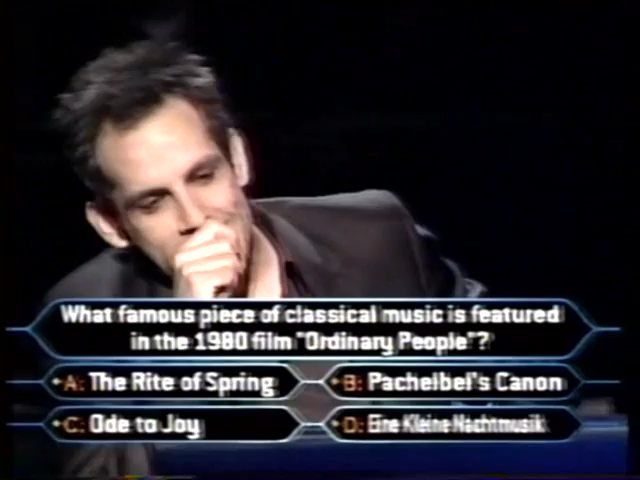 What famous piece of classical music is featured
in the 1980 film "Ordinary People"?
A: The Rite of Spring
B: Pachelbel's Canon
C: Ode to Joy
D: Eine Kleine Nachtmusik